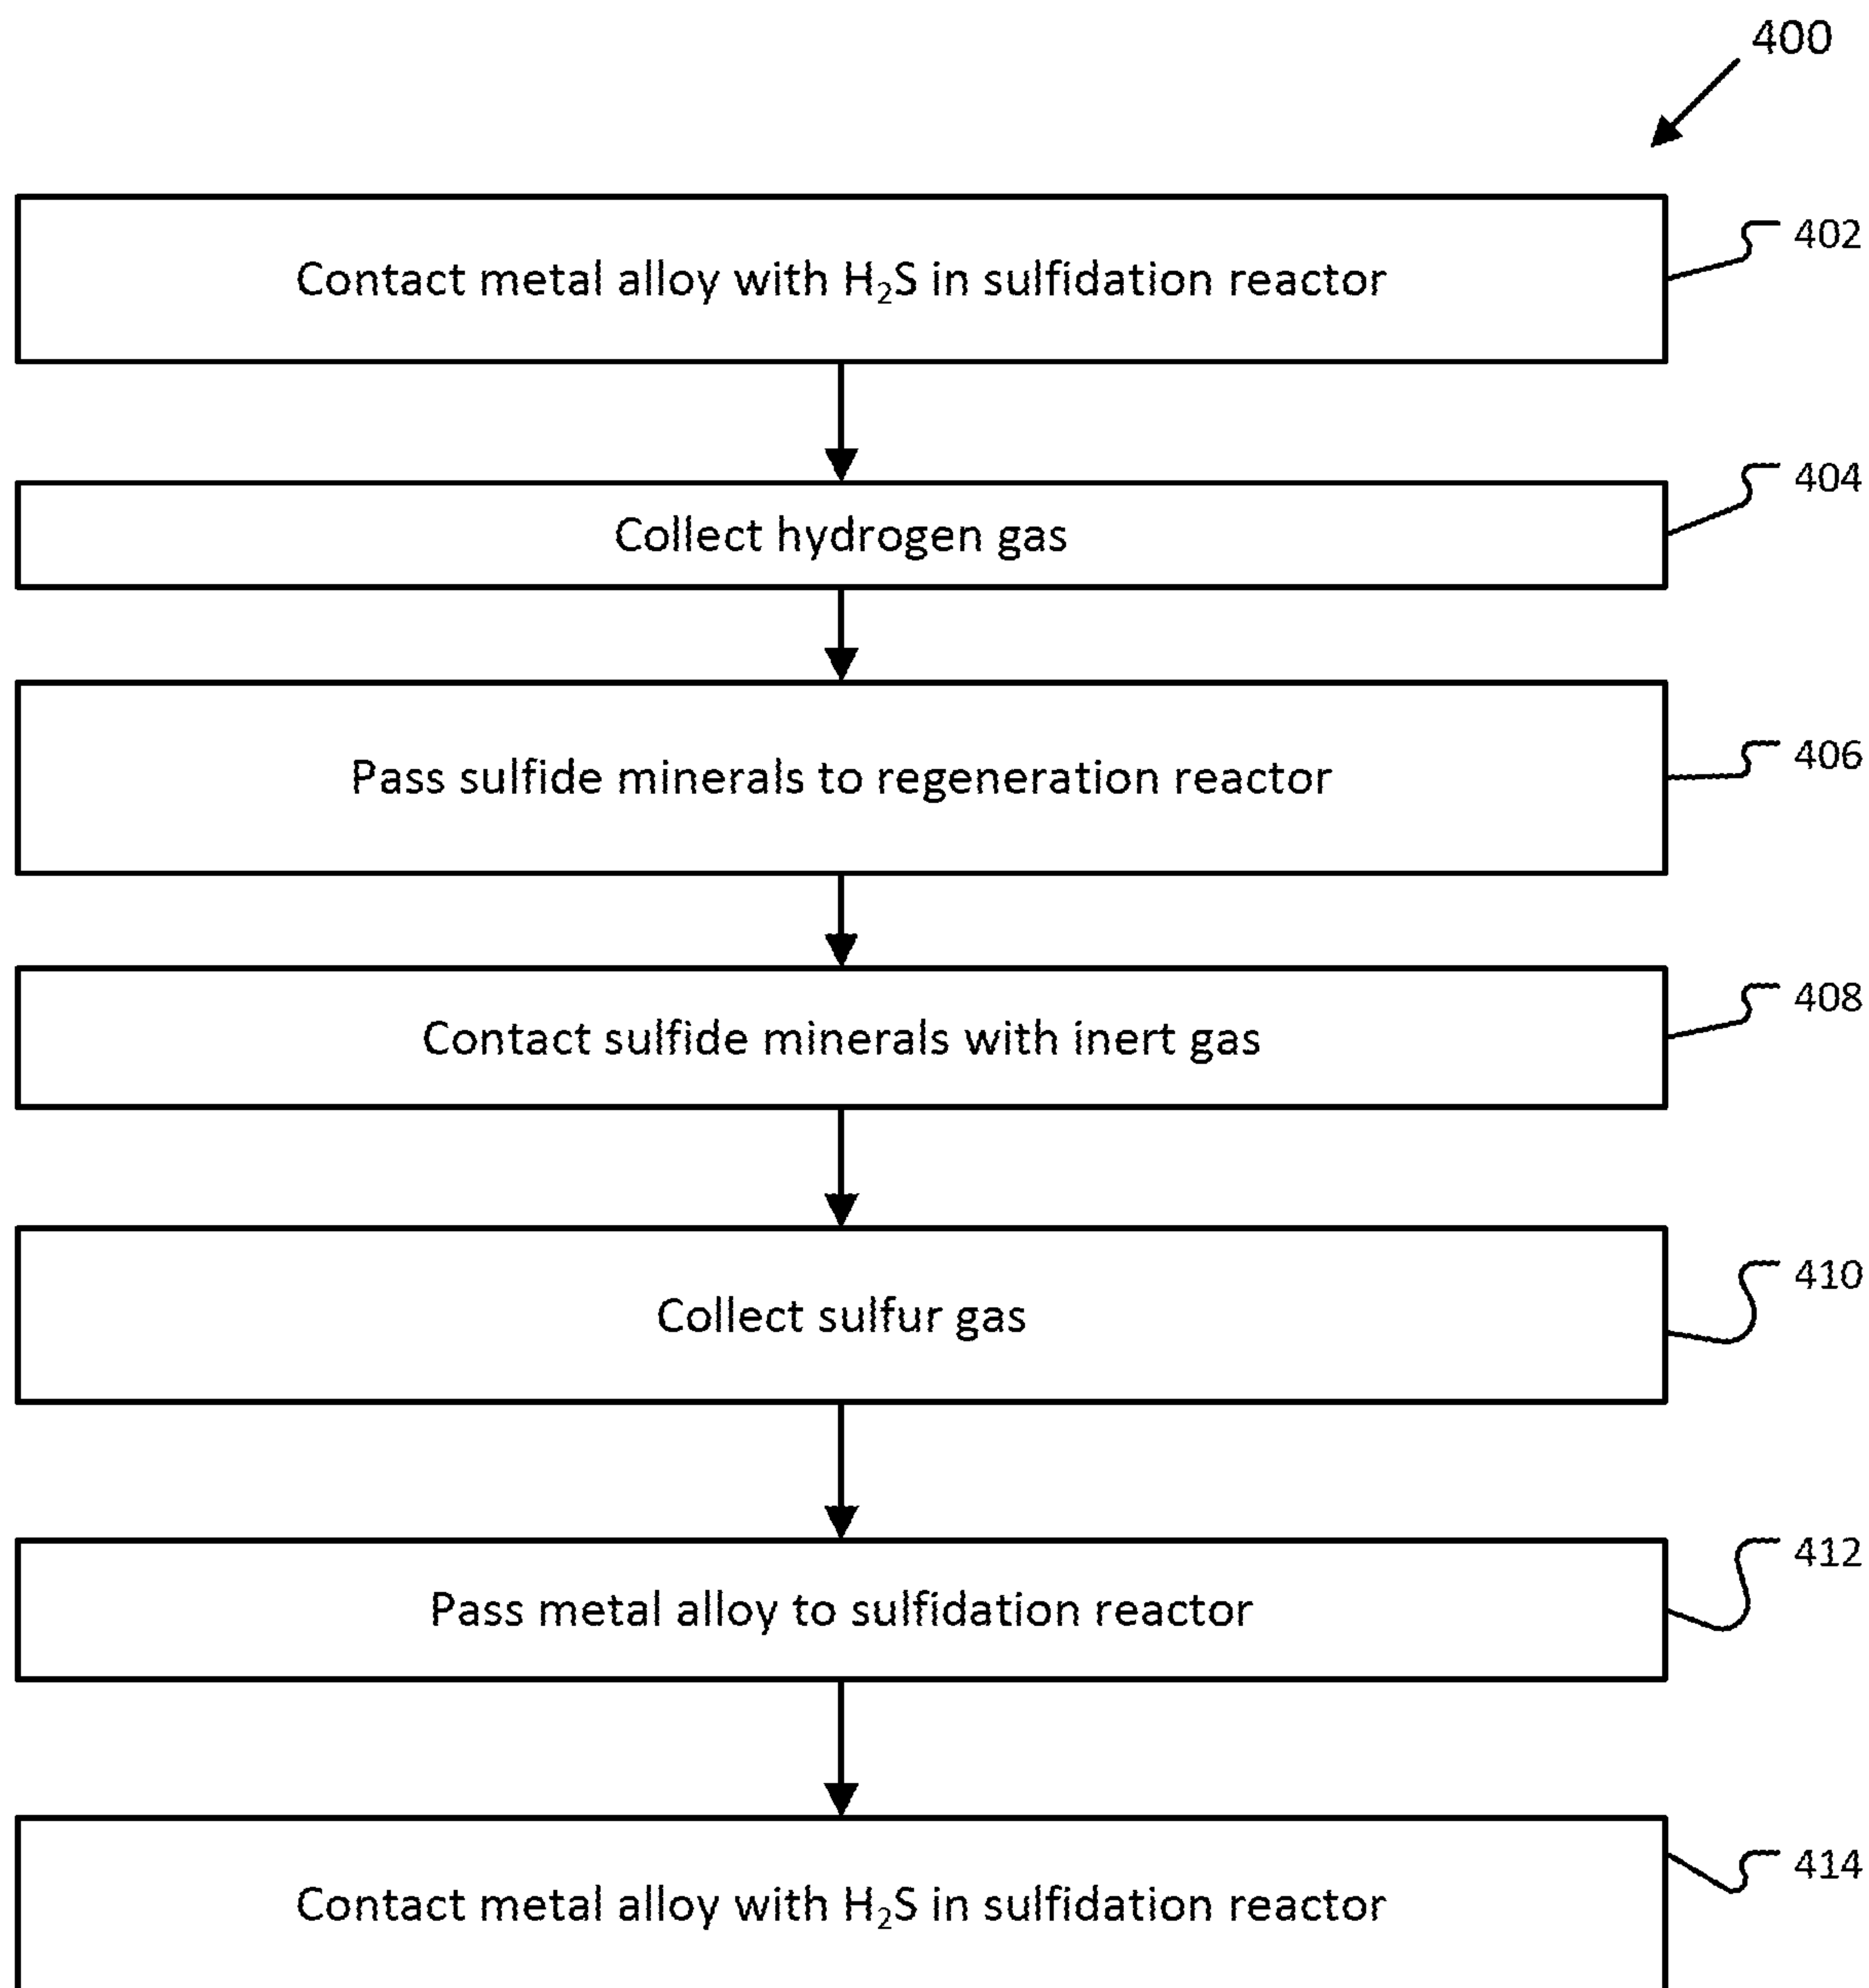 400
Contact metal alloy with H₂S in sulfidation reactor
402
Collect hydrogen gas
404
Pass sulfide minerals to regeneration reactor
406
Contact sulfide minerals with inert gas
408
Collect sulfur gas
410
Pass metal alloy to sulfidation reactor
412
Contact metal alloy with H₂S in sulfidation reactor
414